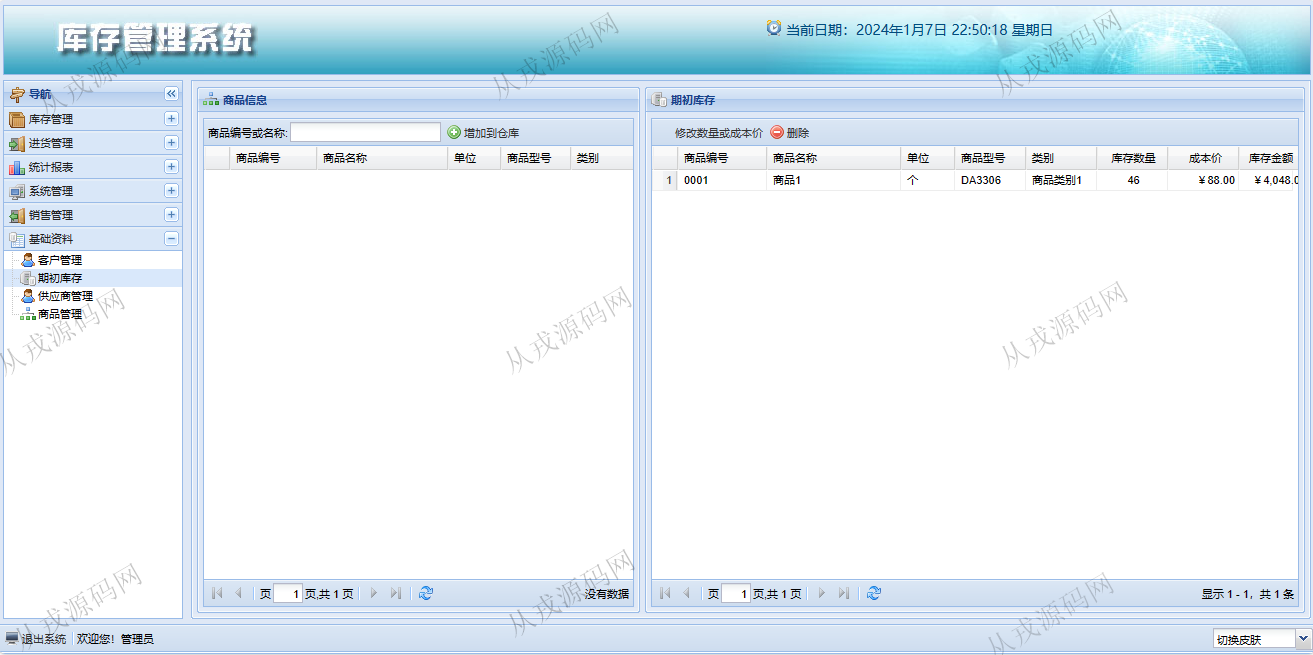 库存管理系统
当前日期：2024年1月7日 22:50:18 星期日
导航
库存管理
进货管理
统计报表
系统管理
销售管理
基础资料
客户管理
期初库存
供应商管理
商品管理
商品信息
商品编号或名称:
增加到仓库
商品编号 商品名称 单位 商品型号 类别
页 1 页,共 1 页
没有数据
期初库存
修改数量或成本价 删除
商品编号 商品名称 单位 商品型号 类别 库存数量 成本价 库存金额
1 0001 商品1 个 DA3306 商品类别1 46 ￥88.00 ￥4,048.0
页 1 页,共 1 页
显示 1 - 1，共 1 条
退出系统 欢迎您！管理员
切换皮肤
从戎源码网
从戎源码网
从戎源码网
从戎源码网
从戎源码网
从戎源码网
从戎源码网
从戎源码网
从戎源码网